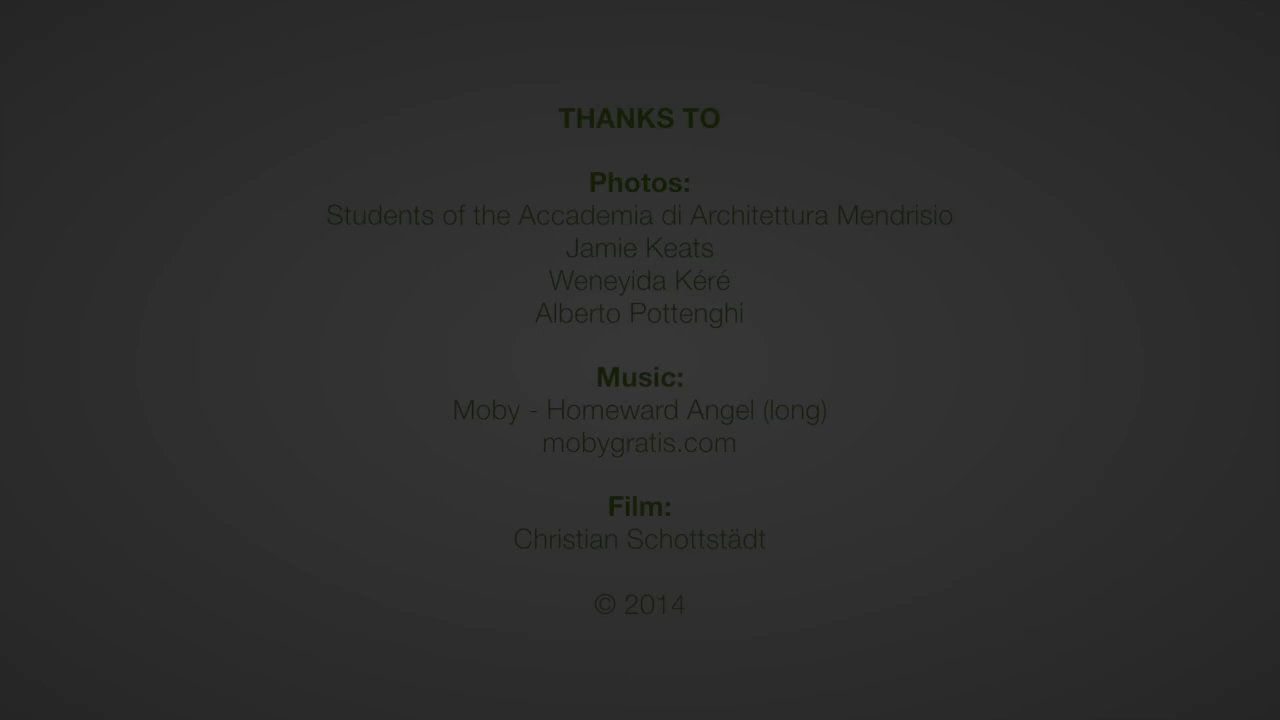 THANKS TO
Photos:
Students of the Accademia di Architettura Mendrisio
Jamie Keats
Weneyida Kéré
Alberto Pottenghi
Music:
Moby - Homeward Angel (long)
mobygratis.com
Film:
Christian Schottstädt
© 2014